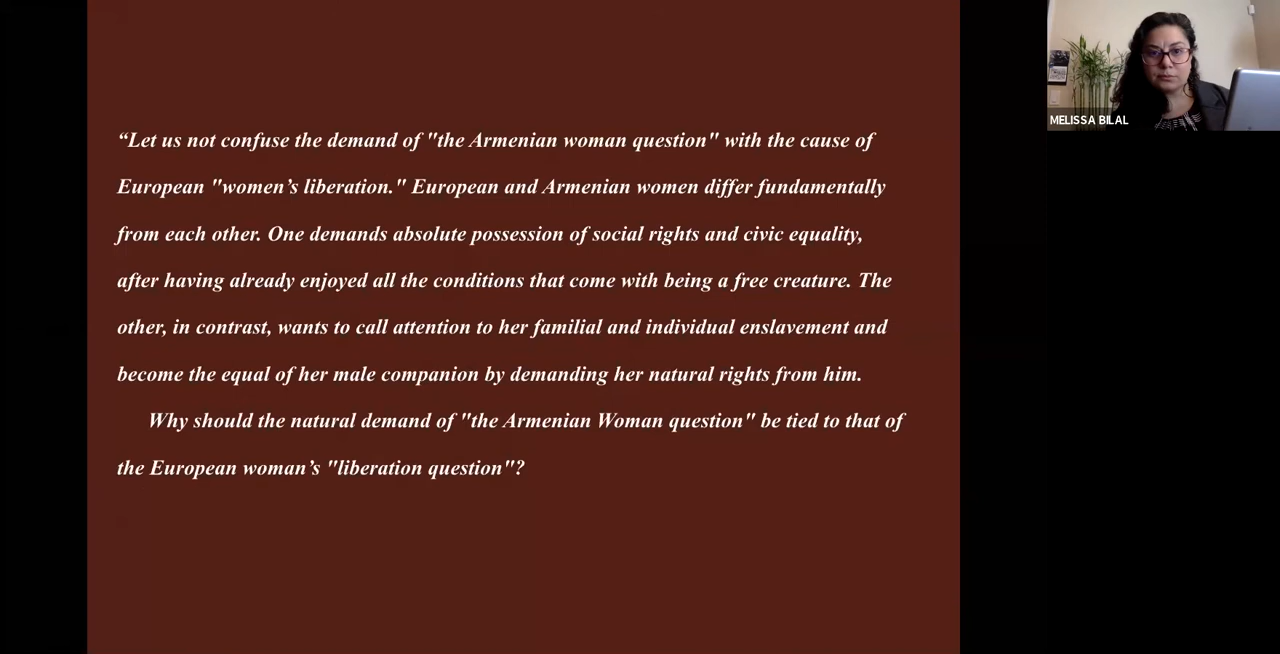 “Let us not confuse the demand of "the Armenian woman question" with the cause of
European "women’s liberation." European and Armenian women differ fundamentally
from each other. One demands absolute possession of social rights and civic equality,
after having already enjoyed all the conditions that come with being a free creature. The
other, in contrast, wants to call attention to her familial and individual enslavement and
become the equal of her male companion by demanding her natural rights from him.
Why should the natural demand of "the Armenian Woman question" be tied to that of
the European woman’s "liberation question"?
MELISSA BILAL